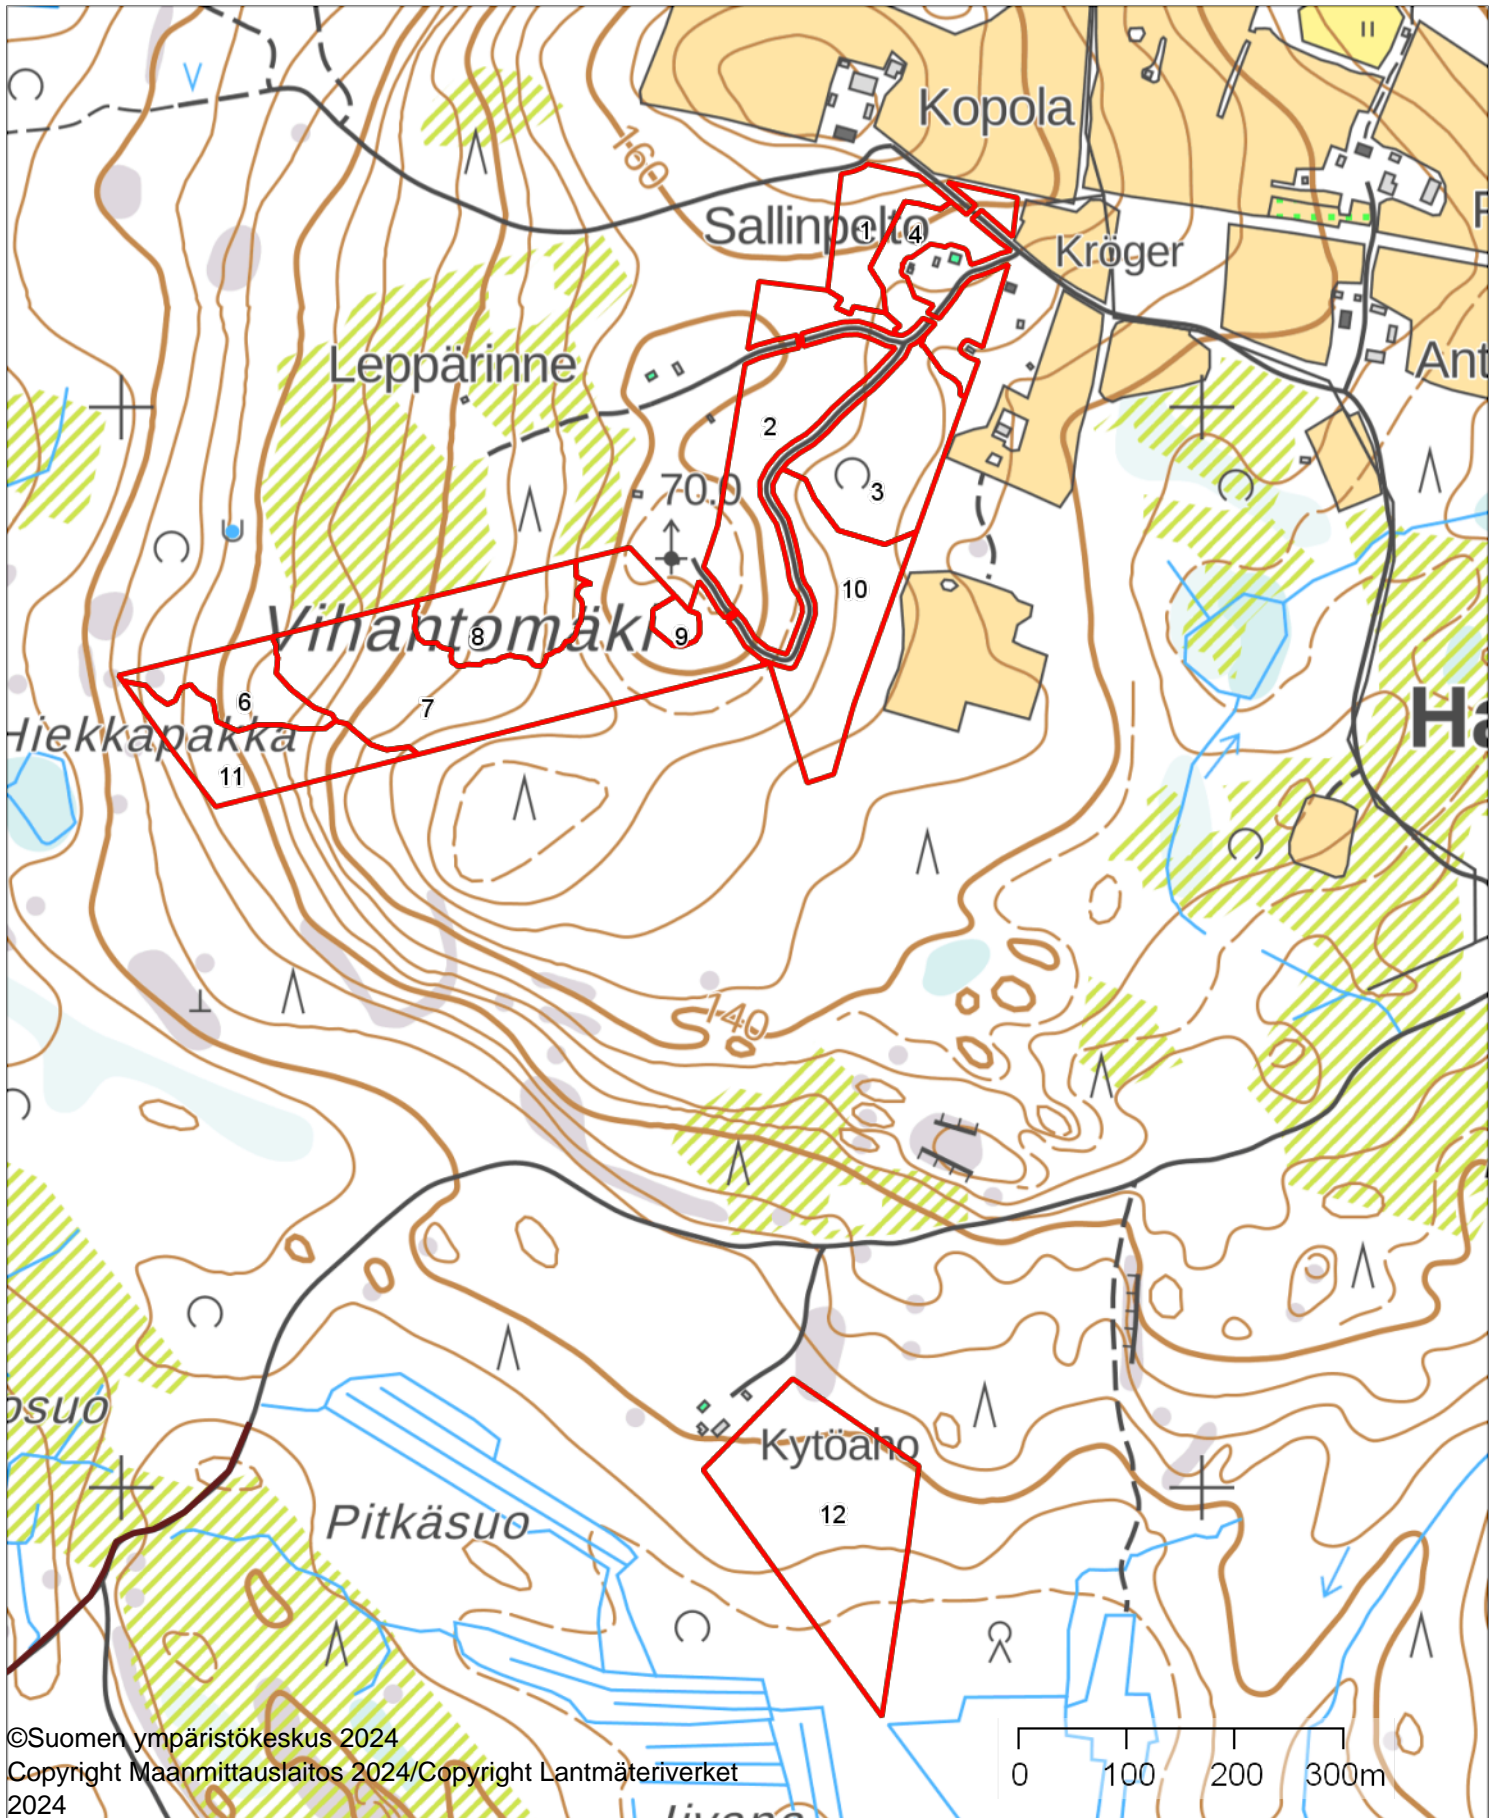 II
V
Kopola
160
Sallinpelto
1
4
Kröger
Ant
Leppärinne
2
70.0
3
10
Vihantomäki
8
9
6
7
Hiekkapakka
11
Ha
140
Kytöaho
osuo
12
Pitkäsuo
©Suomen ympäristökeskus 2024
Copyright Maanmittauslaitos 2024/Copyright Lantmäteriverket
2024
0 100 200 300m